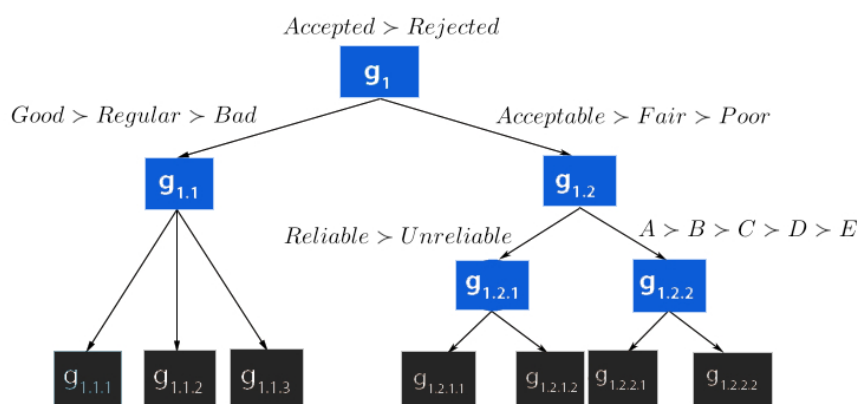 Accepted ≻ Rejected
g1
Good ≻ Regular ≻ Bad
Acceptable ≻ Fair ≻ Poor
g1.1
g1.2
Reliable ≻ Unreliable
A ≻ B ≻ C ≻ D ≻ E
g1.2.1
g1.2.2
g1.1.1
g1.1.2
g1.1.3
g1.2.1.1
g1.2.1.2
g1.2.2.1
g1.2.2.2